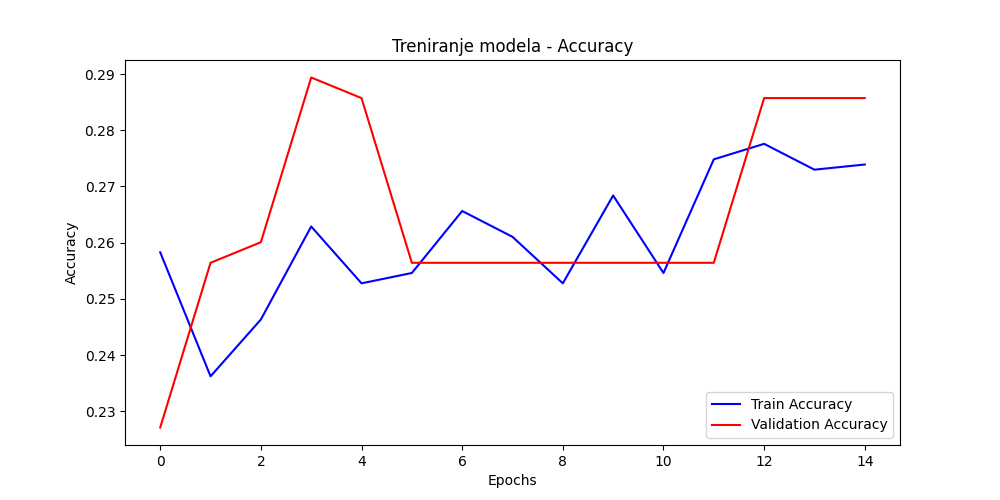 Treniranje modela - Accuracy
Accuracy
0.29
0.28
0.27
0.26
0.25
0.24
0.23
0 2 4 6 8 10 12 14
Epochs
Train Accuracy
Validation Accuracy